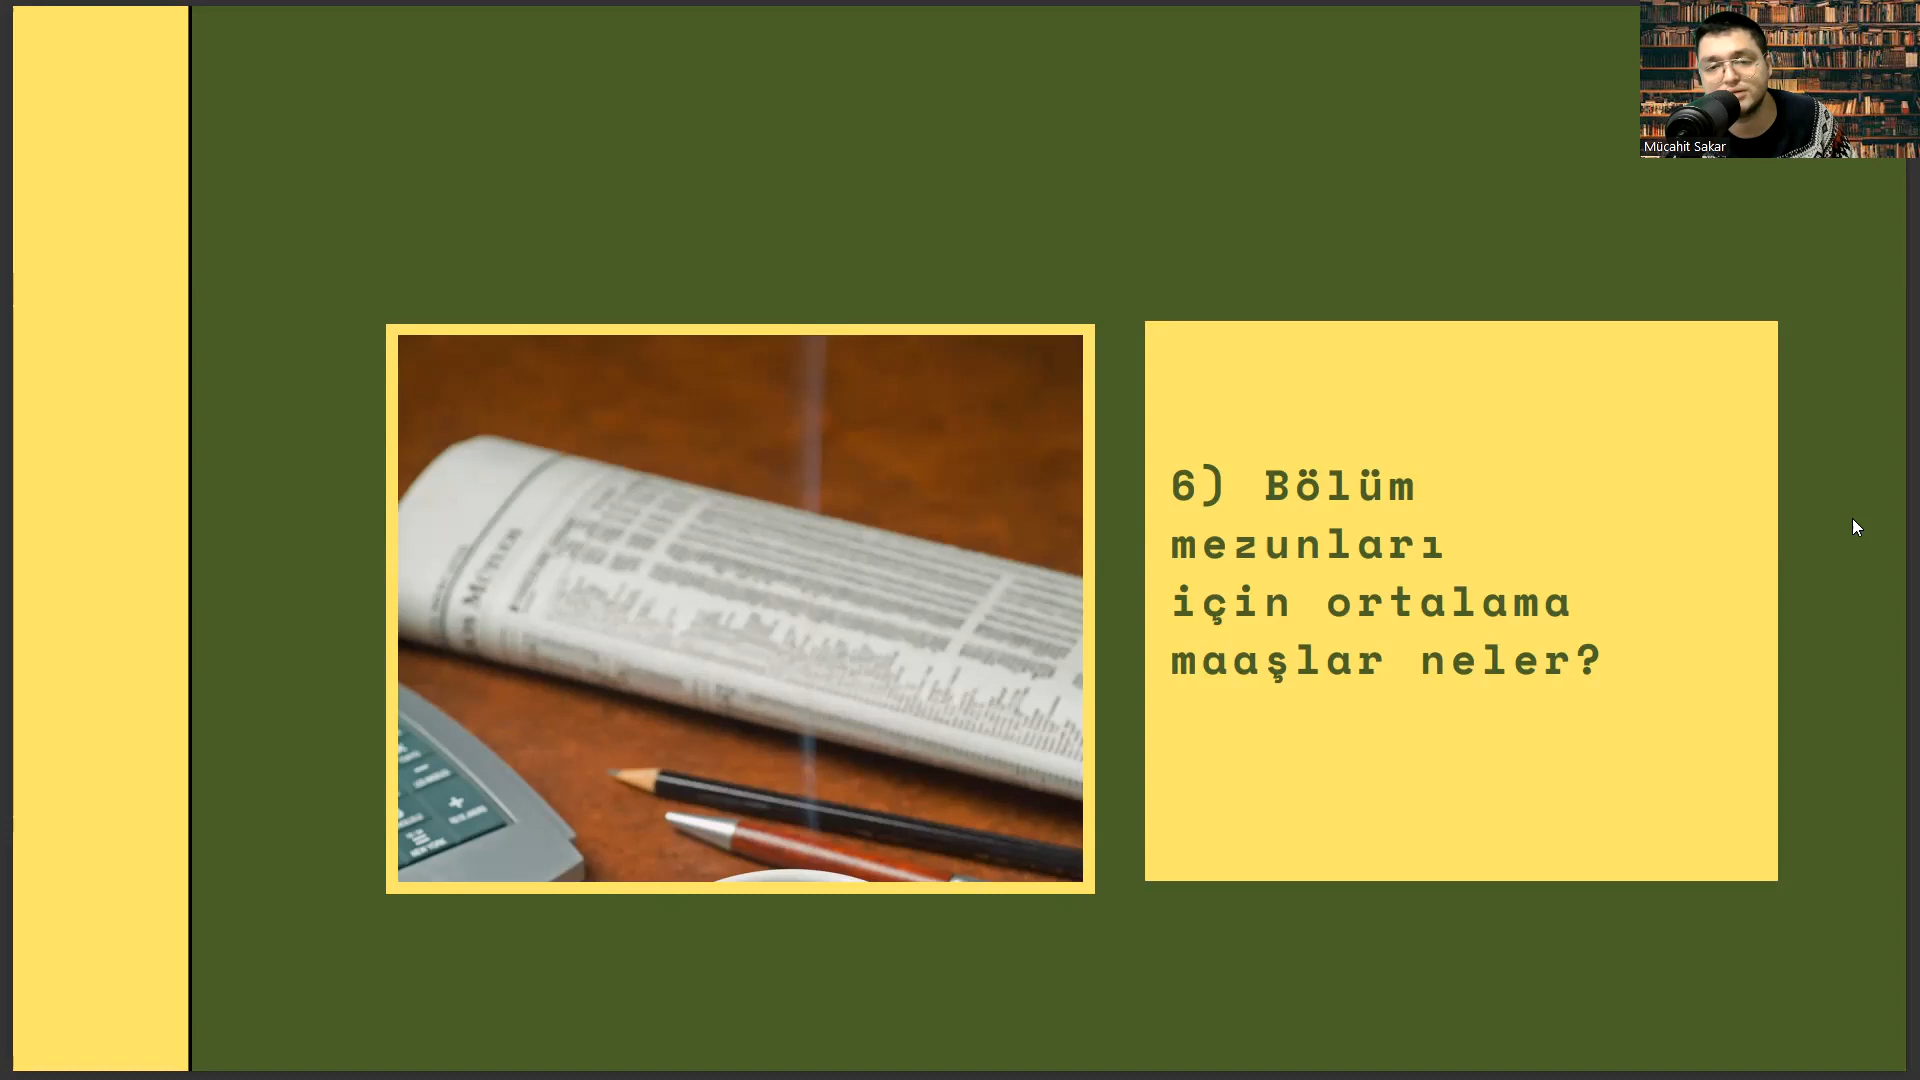 Mücahit Sakar
6) Bölüm
mezunları
için ortalama
maaşlar neler?